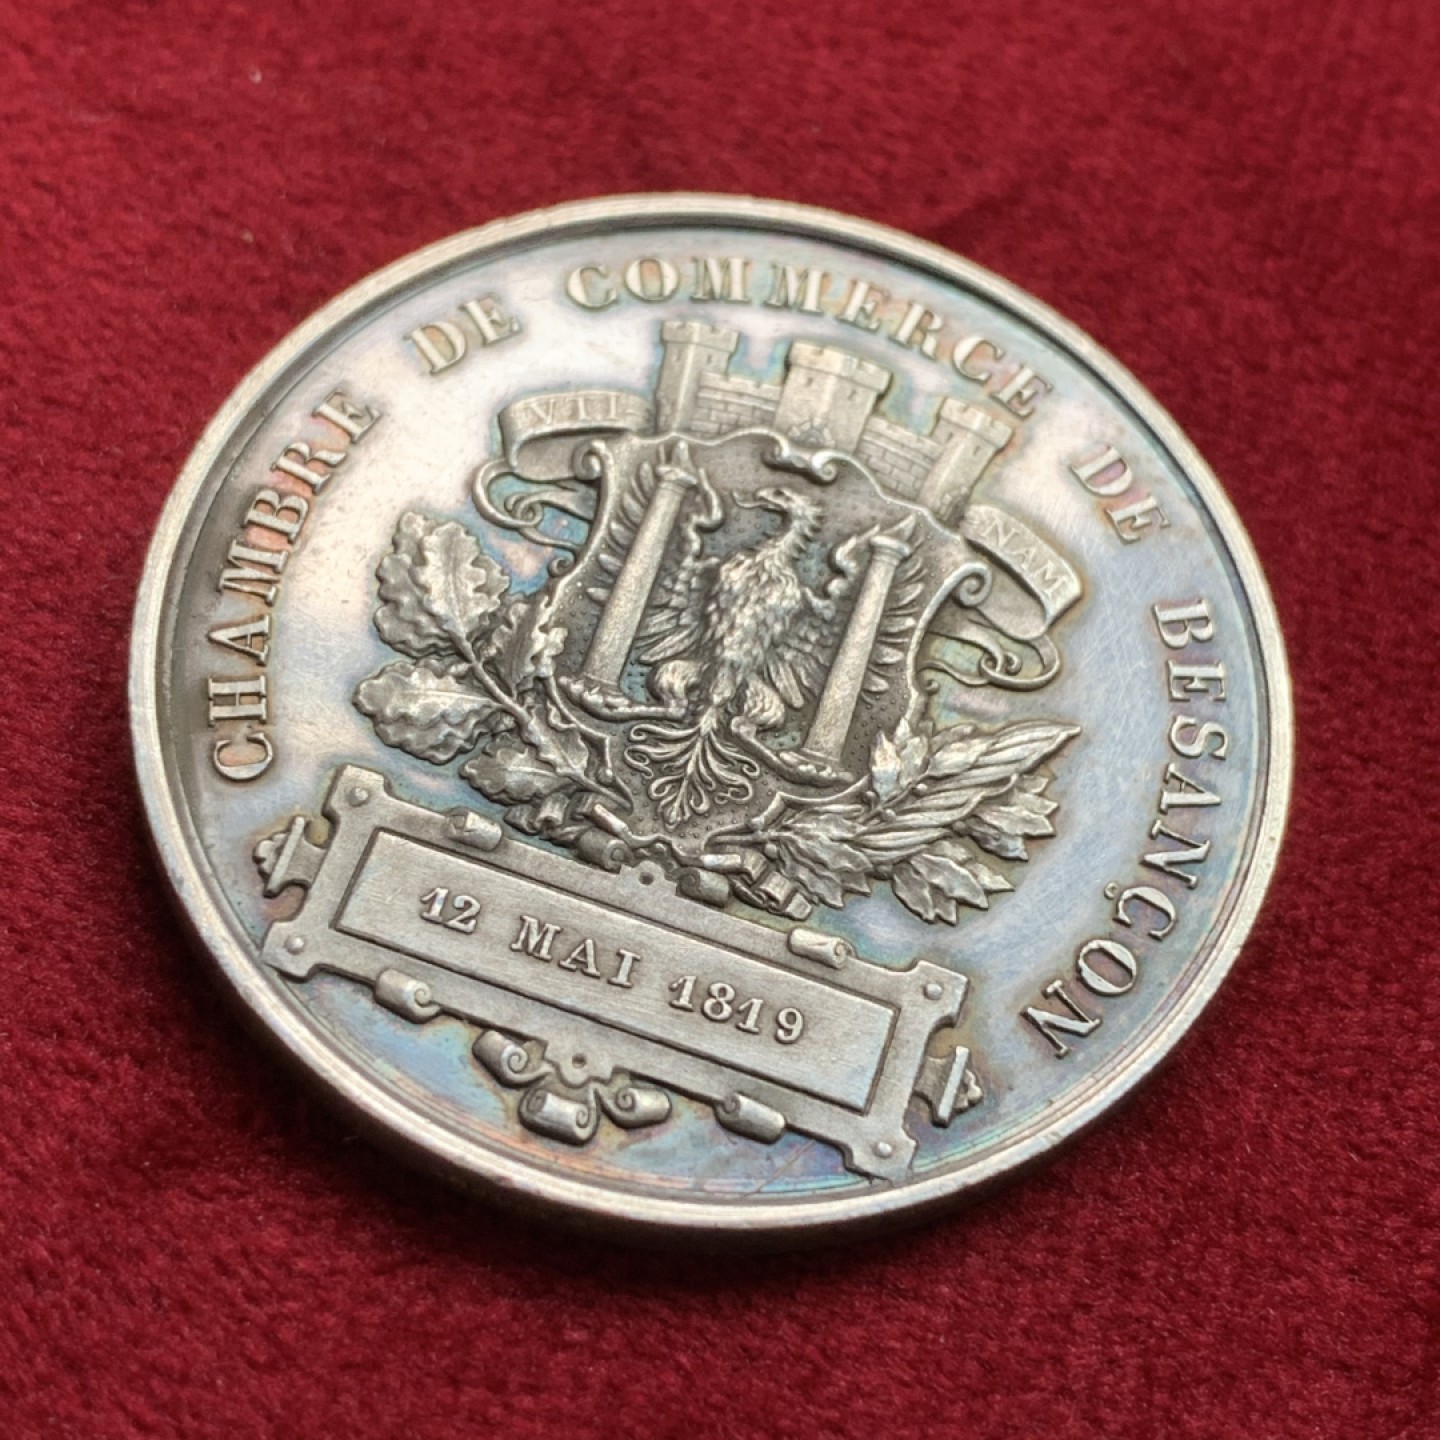 CHAMBRE DE COMMERCE DE BESANÇON
VTI
NAM
12 MAI 1819